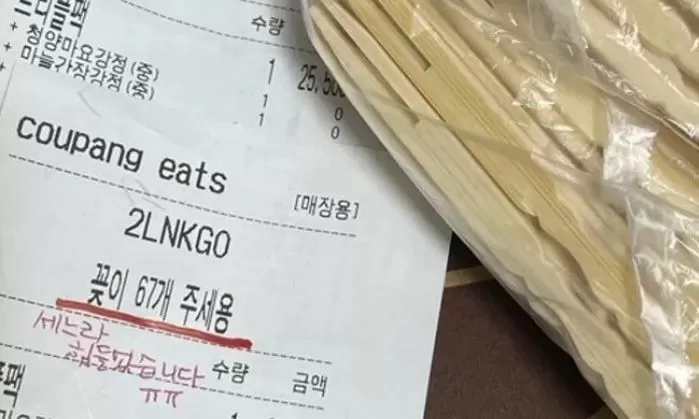 수량
+ 청양마요강정(중) 1 25,500
+ 마늘간장강정(중) 1 0
1 0
coupang eats
[매장용]
2LNKGO
꽂이 67개 주세용
세느라
힘들었습니다
ㅠㅠ
수량 금액